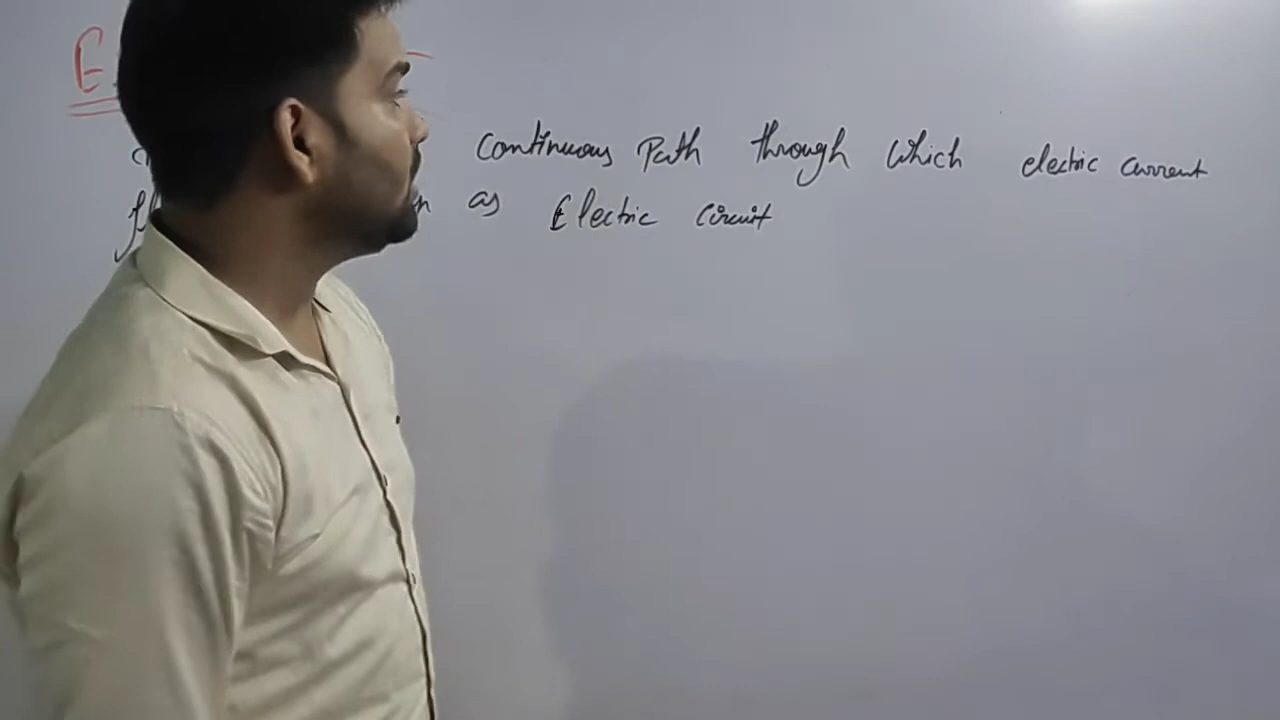 E
continuous Path through which electric current
as Electric Circuit